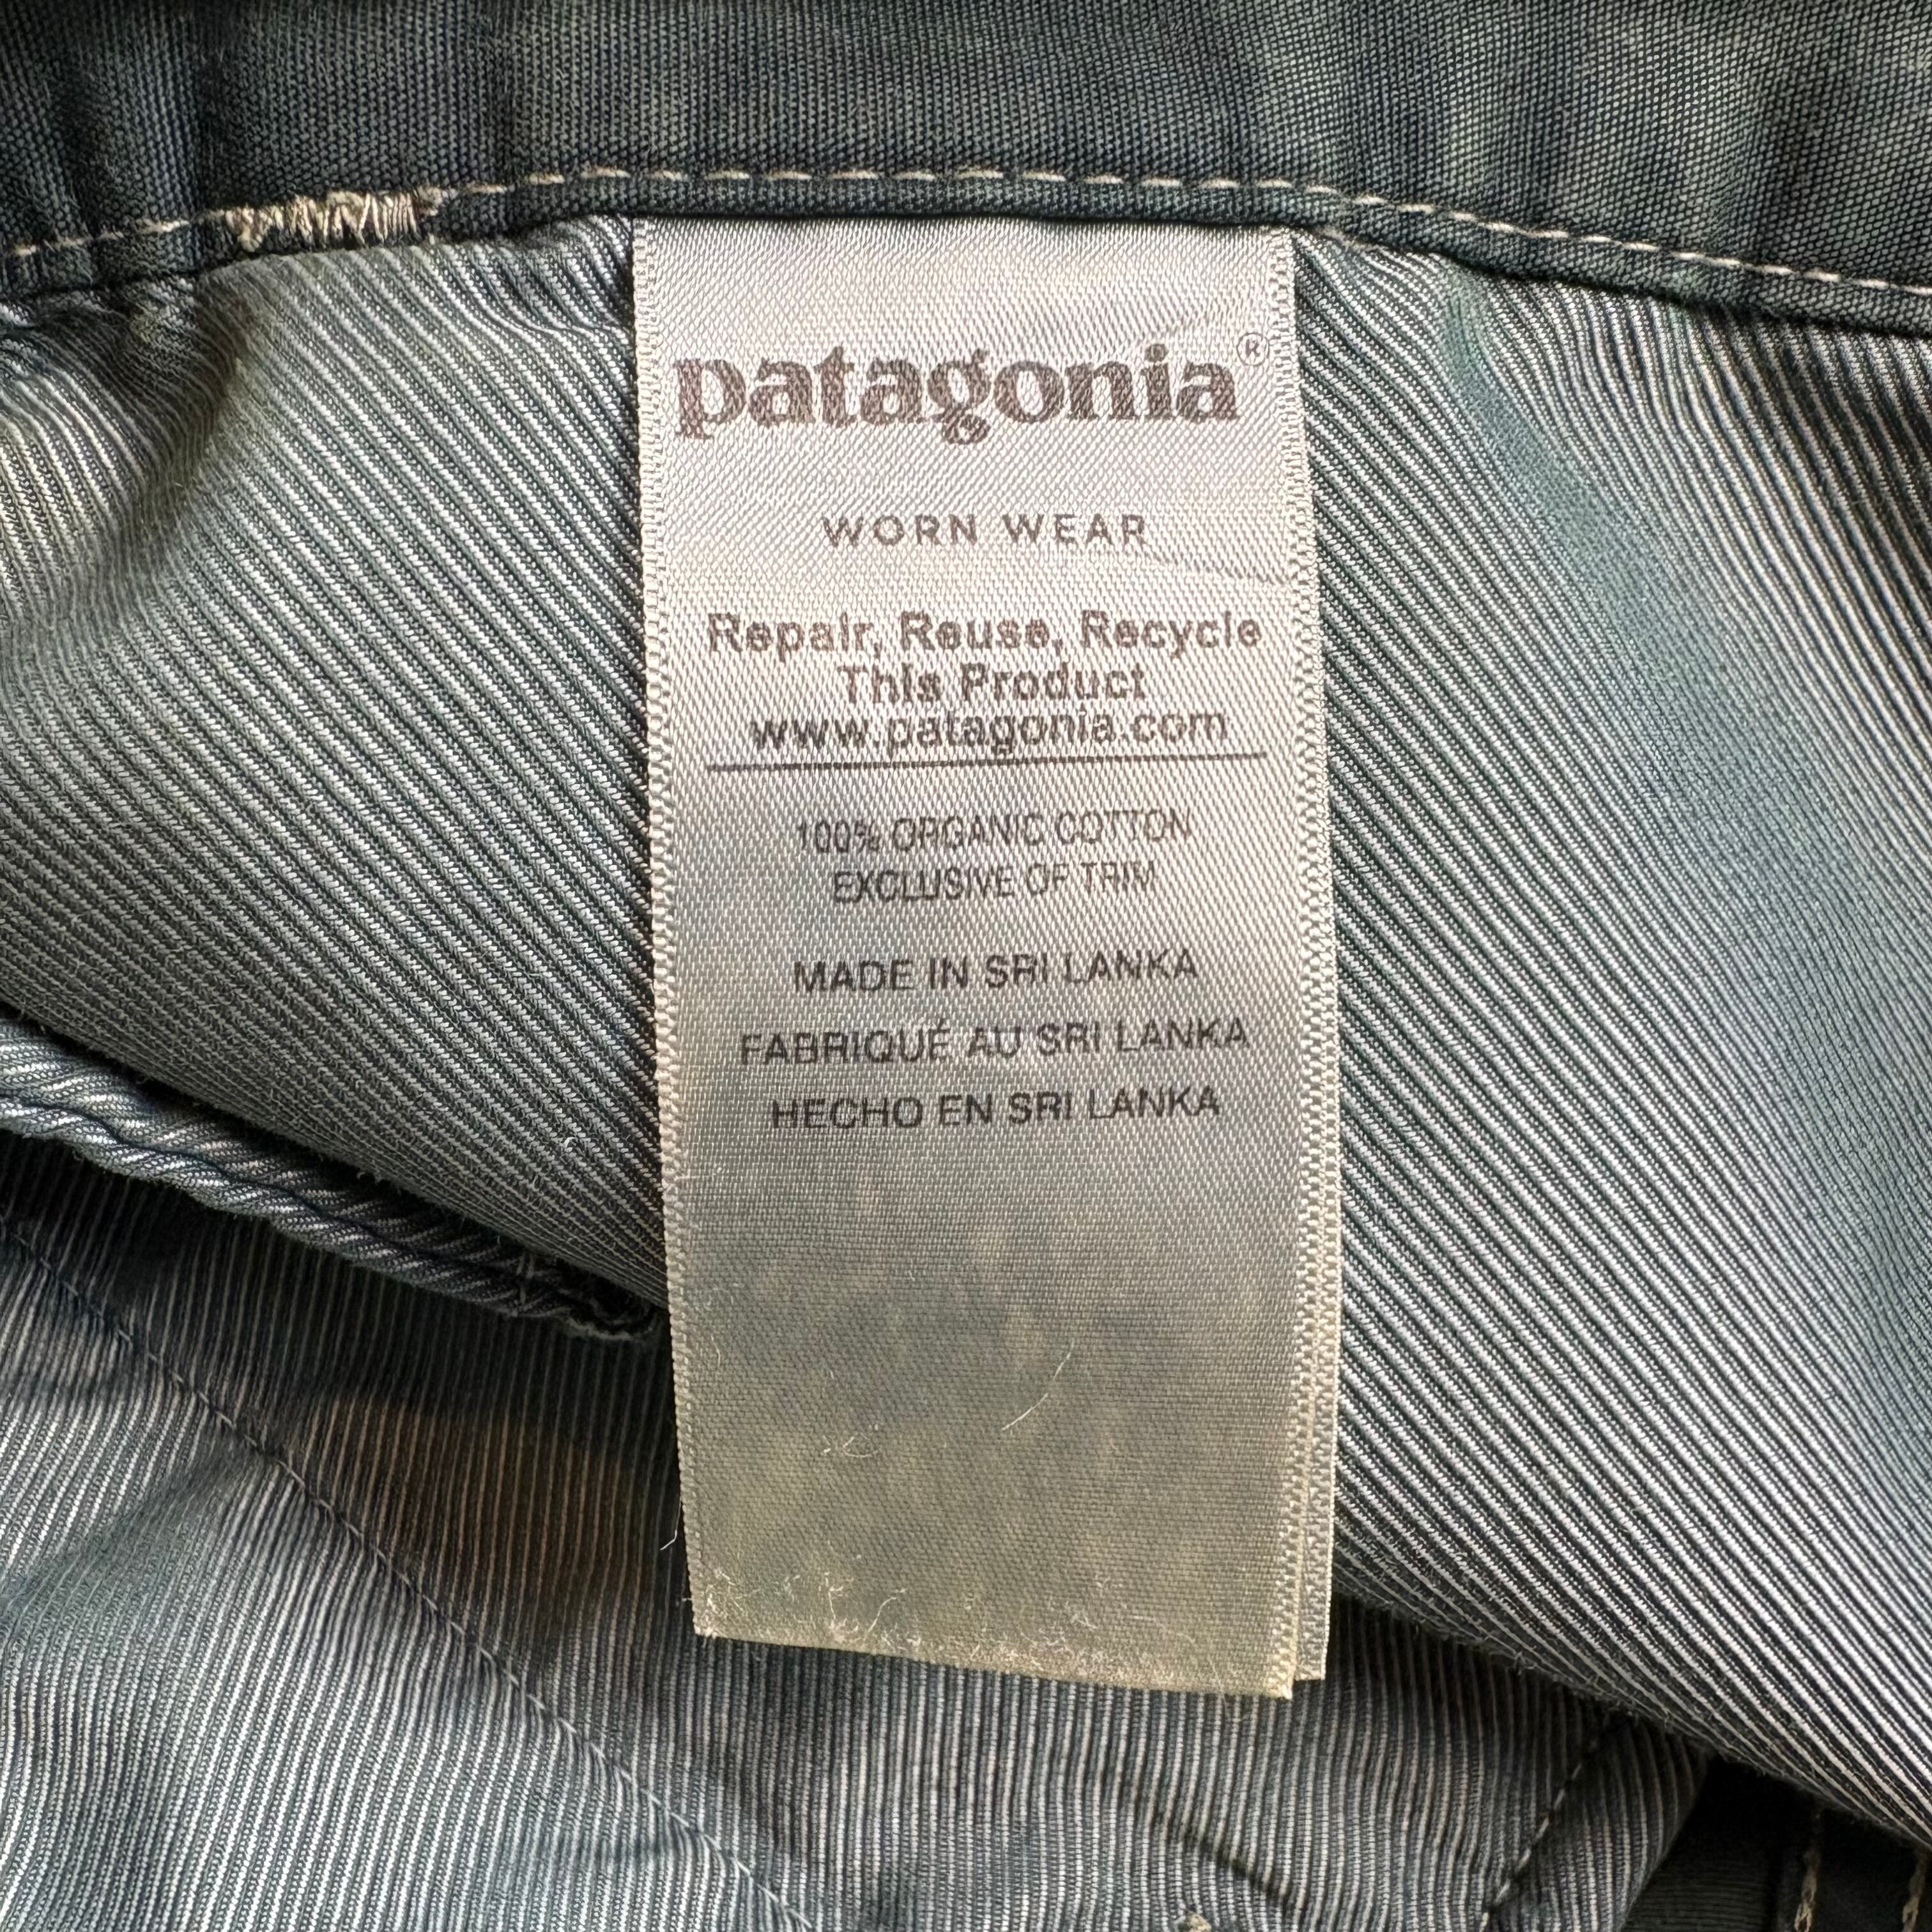 patagonia®
WORN WEAR
Repair, Reuse, Recycle
This Product
www.patagonia.com
100% ORGANIC COTTON
EXCLUSIVE OF TRIM
MADE IN SRI LANKA
FABRIQUÉ AU SRI LANKA
HECHO EN SRI LANKA